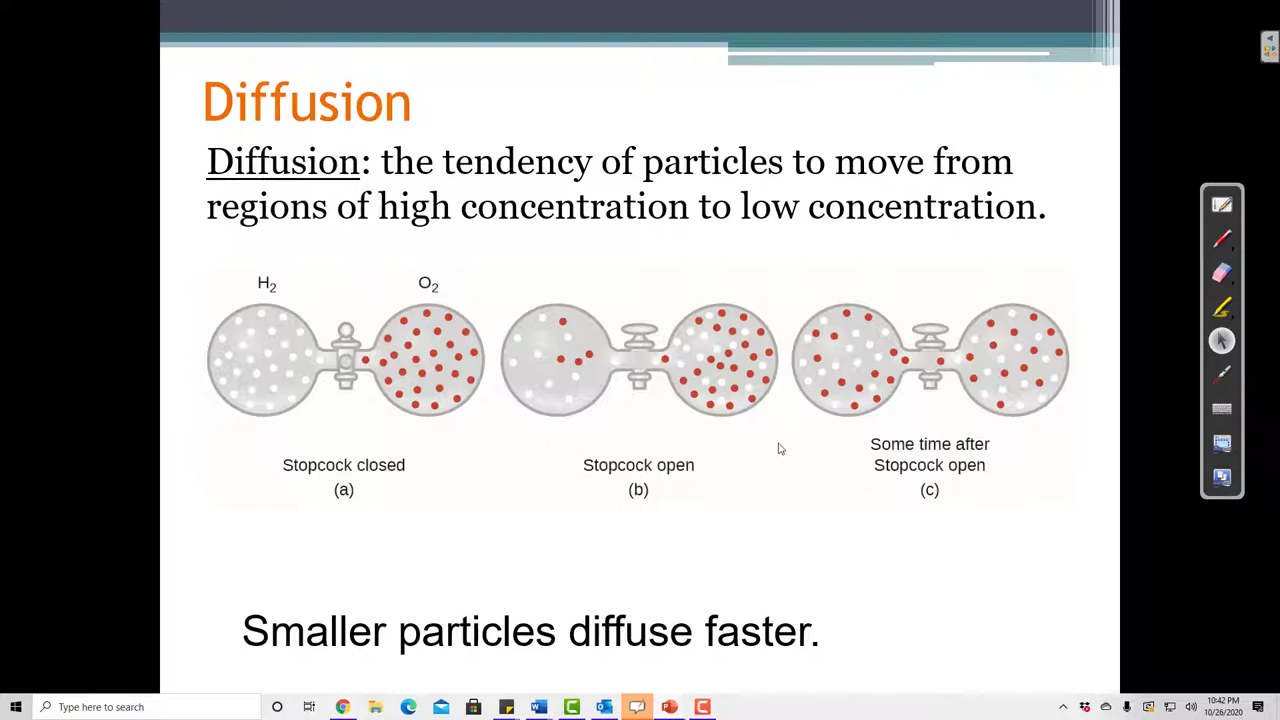 Diffusion
Diffusion: the tendency of particles to move from
regions of high concentration to low concentration.
H₂ O₂
Stopcock closed
(a)
Stopcock open
(b)
Some time after
Stopcock open
(c)
Smaller particles diffuse faster.
Type here to search
10:42 PM
10/26/2020